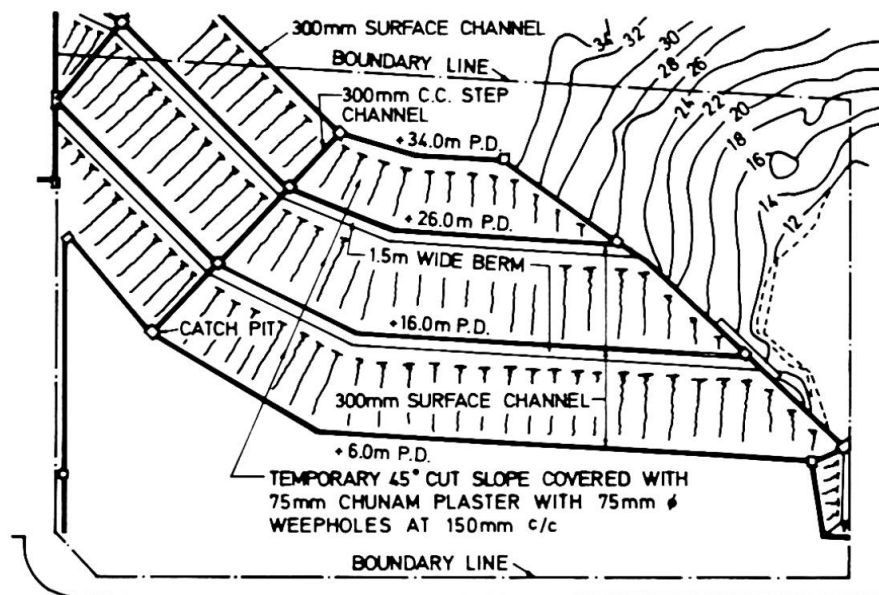 300mm SURFACE CHANNEL
BOUNDARY LINE
300mm C.C. STEP
CHANNEL
+34.0m P.D.
34
32
30
28
26
24
22
20
18
16
14
12
+26.0m P.D.
1.5m WIDE BERM
+16.0m P.D.
CATCH PIT
300mm SURFACE CHANNEL
+6.0m P.D.
TEMPORARY 45° CUT SLOPE COVERED WITH
75mm CHUNAM PLASTER WITH 75mm ϕ
WEEPHOLES AT 150mm c/c
BOUNDARY LINE